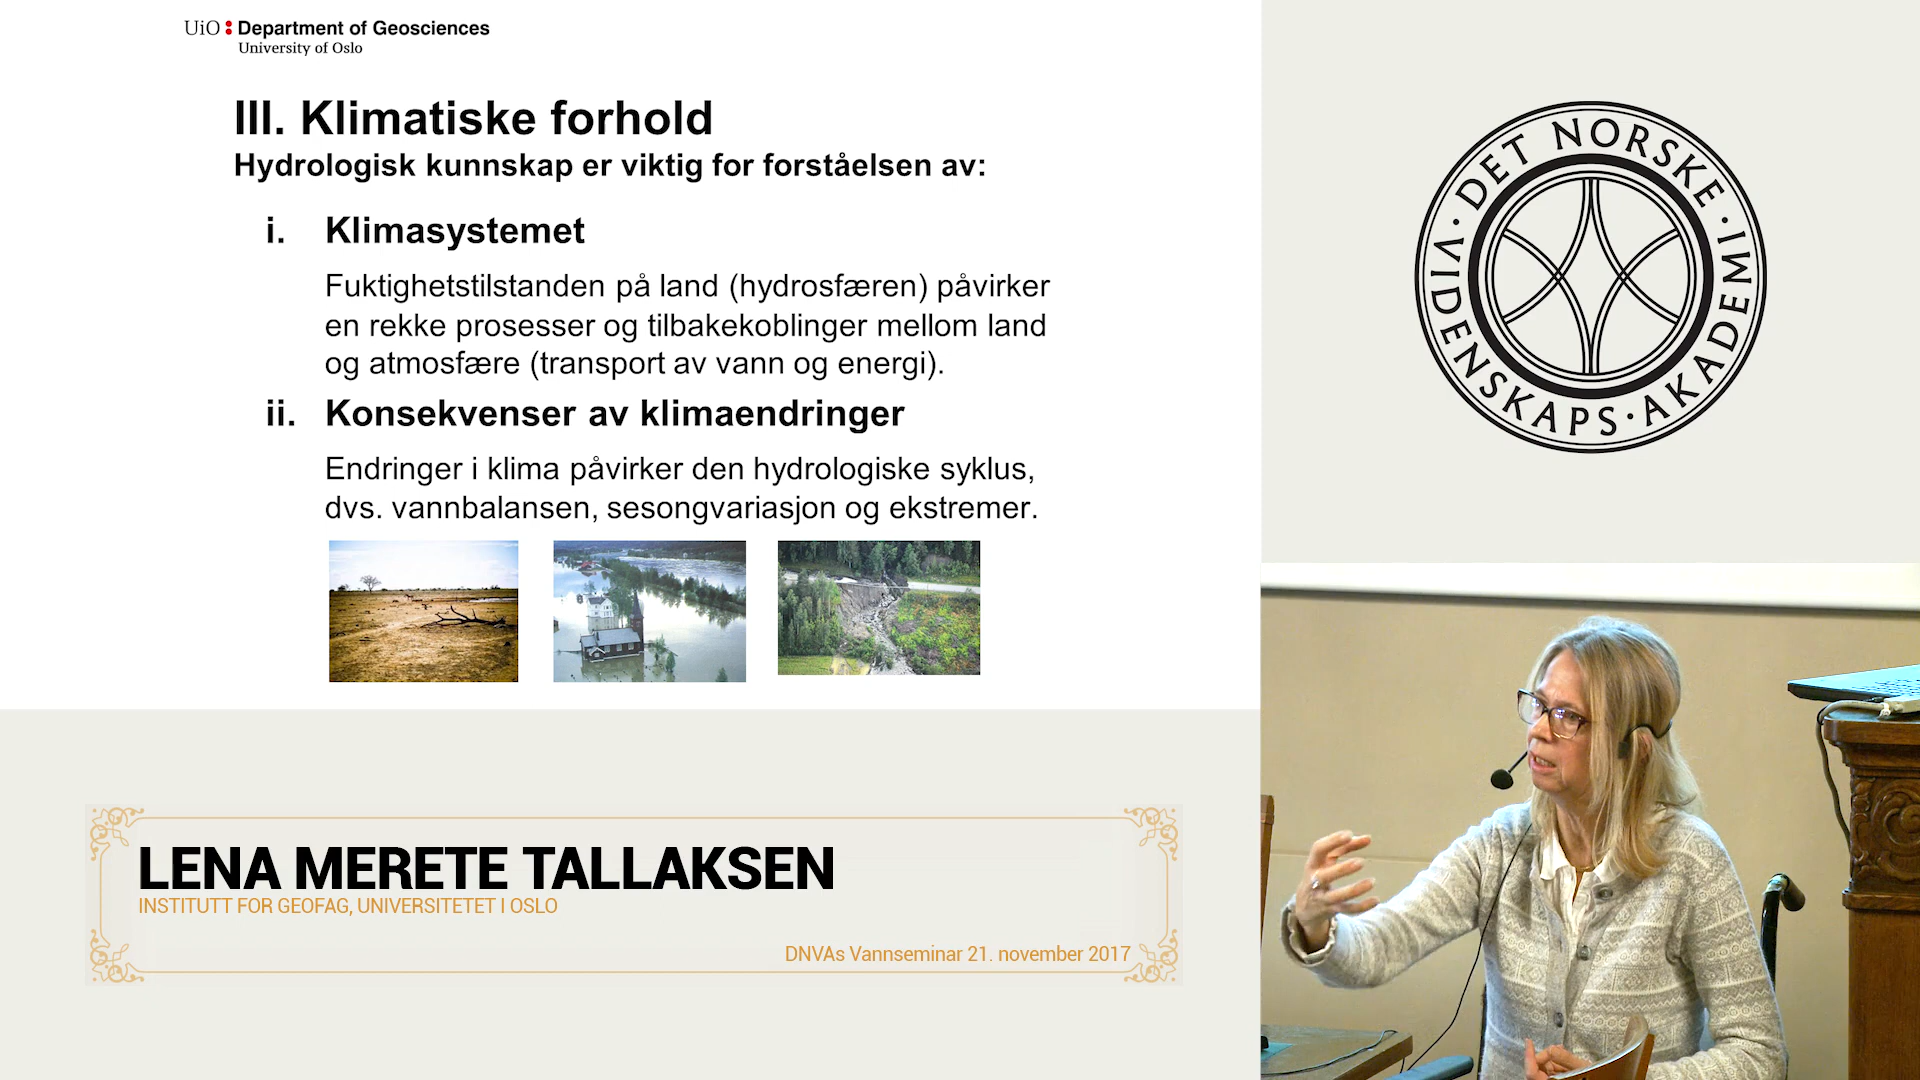 UiO Department of Geosciences
University of Oslo
III. Klimatiske forhold
Hydrologisk kunnskap er viktig for forståelsen av:
i. Klimasystemet
Fuktighetstilstanden på land (hydrosfæren) påvirker
en rekke prosesser og tilbakekoblinger mellom land
og atmosfære (transport av vann og energi).
ii. Konsekvenser av klimaendringer
Endringer i klima påvirker den hydrologiske syklus,
dvs. vannbalansen, sesongvariasjon og ekstremer.
DET NORSKE · VIDENSKAPS · AKADEMI ·
LENA MERETE TALLAKSEN
INSTITUTT FOR GEOFAG, UNIVERSITETET I OSLO
DNVAs Vannseminar 21. november 2017